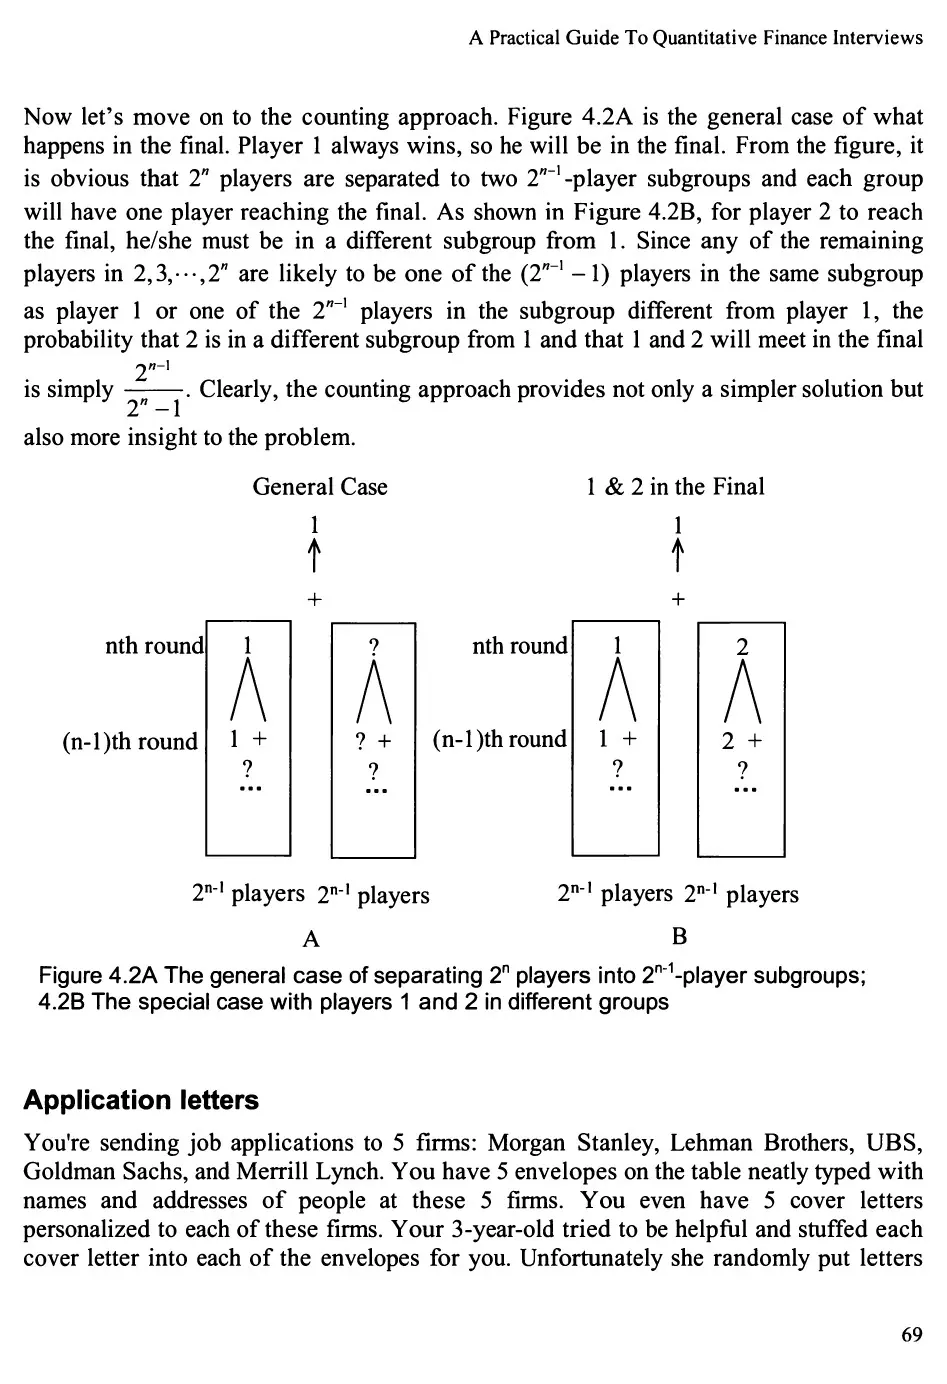 A Practical Guide To Quantitative Finance Interviews
Now let's move on to the counting approach. Figure 4.2A is the general case of what
happens in the final. Player 1 always wins, so he will be in the final. From the figure, it
is obvious that 2ⁿ players are separated to two 2ⁿ⁻¹-player subgroups and each group
will have one player reaching the final. As shown in Figure 4.2B, for player 2 to reach
the final, he/she must be in a different subgroup from 1. Since any of the remaining
players in 2,3,⋯,2ⁿ are likely to be one of the (2ⁿ⁻¹ − 1) players in the same subgroup
as player 1 or one of the 2ⁿ⁻¹ players in the subgroup different from player 1, the
probability that 2 is in a different subgroup from 1 and that 1 and 2 will meet in the final
is simply 2ⁿ⁻¹/(2ⁿ − 1). Clearly, the counting approach provides not only a simpler solution but
also more insight to the problem.
General Case 1 & 2 in the Final
1 1
+ +
nth round 1 ? nth round 1 2
(n-1)th round 1 + ? + (n-1)th round 1 + 2 +
? ? ? ?
... ... ... ...
2ⁿ⁻¹ players 2ⁿ⁻¹ players 2ⁿ⁻¹ players 2ⁿ⁻¹ players
A B
Figure 4.2A The general case of separating 2ⁿ players into 2ⁿ⁻¹-player subgroups;
4.2B The special case with players 1 and 2 in different groups
Application letters
You're sending job applications to 5 firms: Morgan Stanley, Lehman Brothers, UBS,
Goldman Sachs, and Merrill Lynch. You have 5 envelopes on the table neatly typed with
names and addresses of people at these 5 firms. You even have 5 cover letters
personalized to each of these firms. Your 3-year-old tried to be helpful and stuffed each
cover letter into each of the envelopes for you. Unfortunately she randomly put letters
69